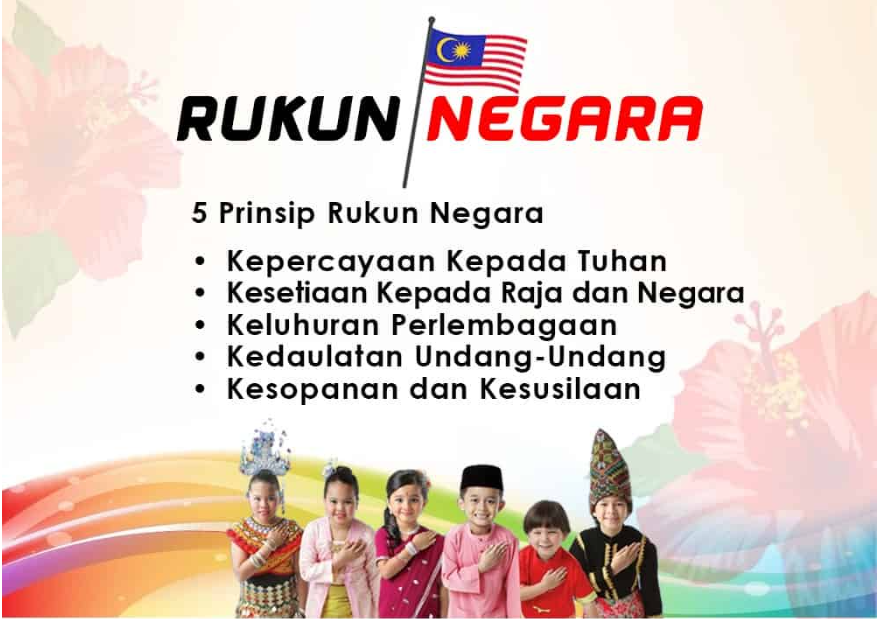 RUKUN NEGARA
5 Prinsip Rukun Negara
• Kepercayaan Kepada Tuhan
• Kesetiaan Kepada Raja dan Negara
• Keluhuran Perlembagaan
• Kedaulatan Undang-Undang
• Kesopanan dan Kesusilaan